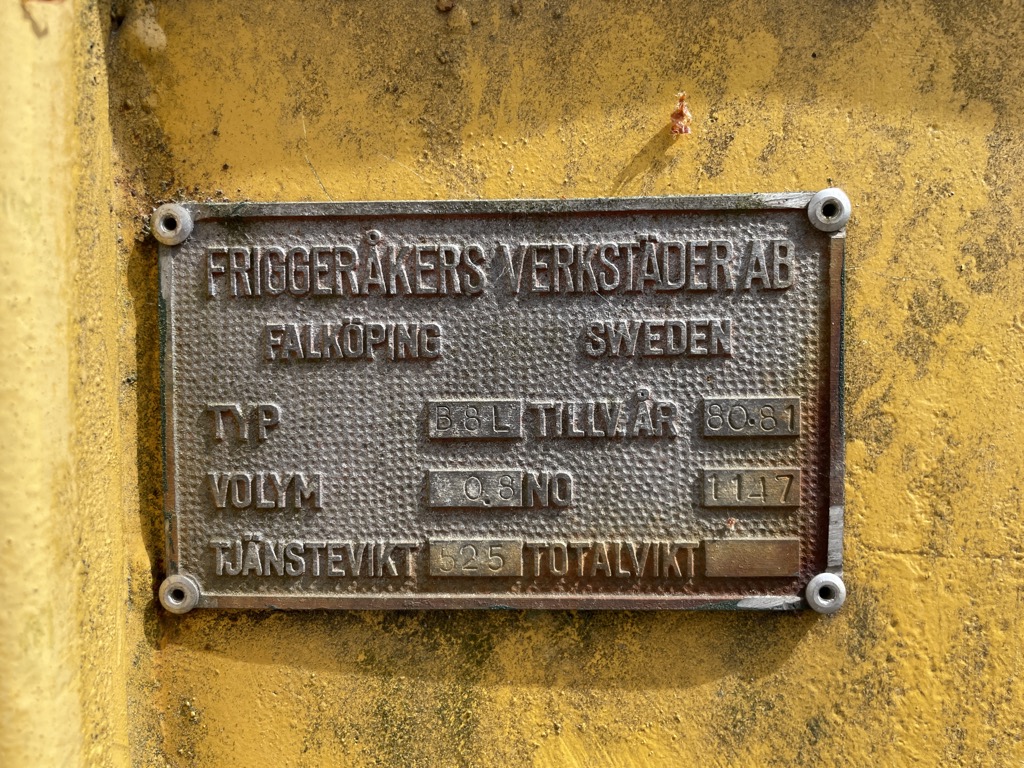 FRIGGERÅKERS VERKSTÄDER AB
FALKÖPING SWEDEN
TYP B8L TILLV. ÅR 80.81
VOLYM 0,8 NO 1147
TJÄNSTEVIKT 525 TOTALVIKT